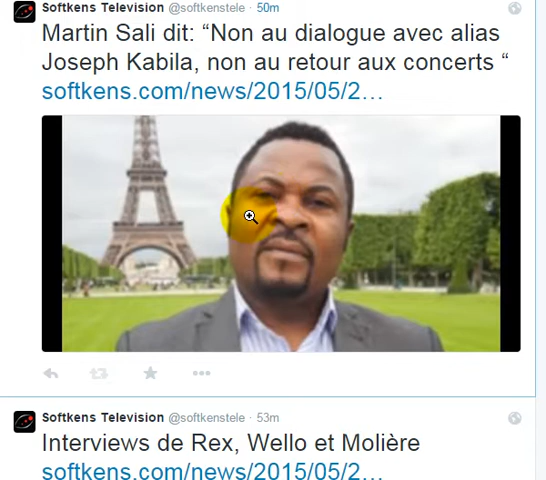 Softkens Television @softkenstele · 50m
Martin Sali dit: “Non au dialogue avec alias
Joseph Kabila, non au retour aux concerts “
softkens.com/news/2015/05/2…
Softkens Television @softkenstele · 53m
Interviews de Rex, Wello et Molière
softkens.com/news/2015/05/2…